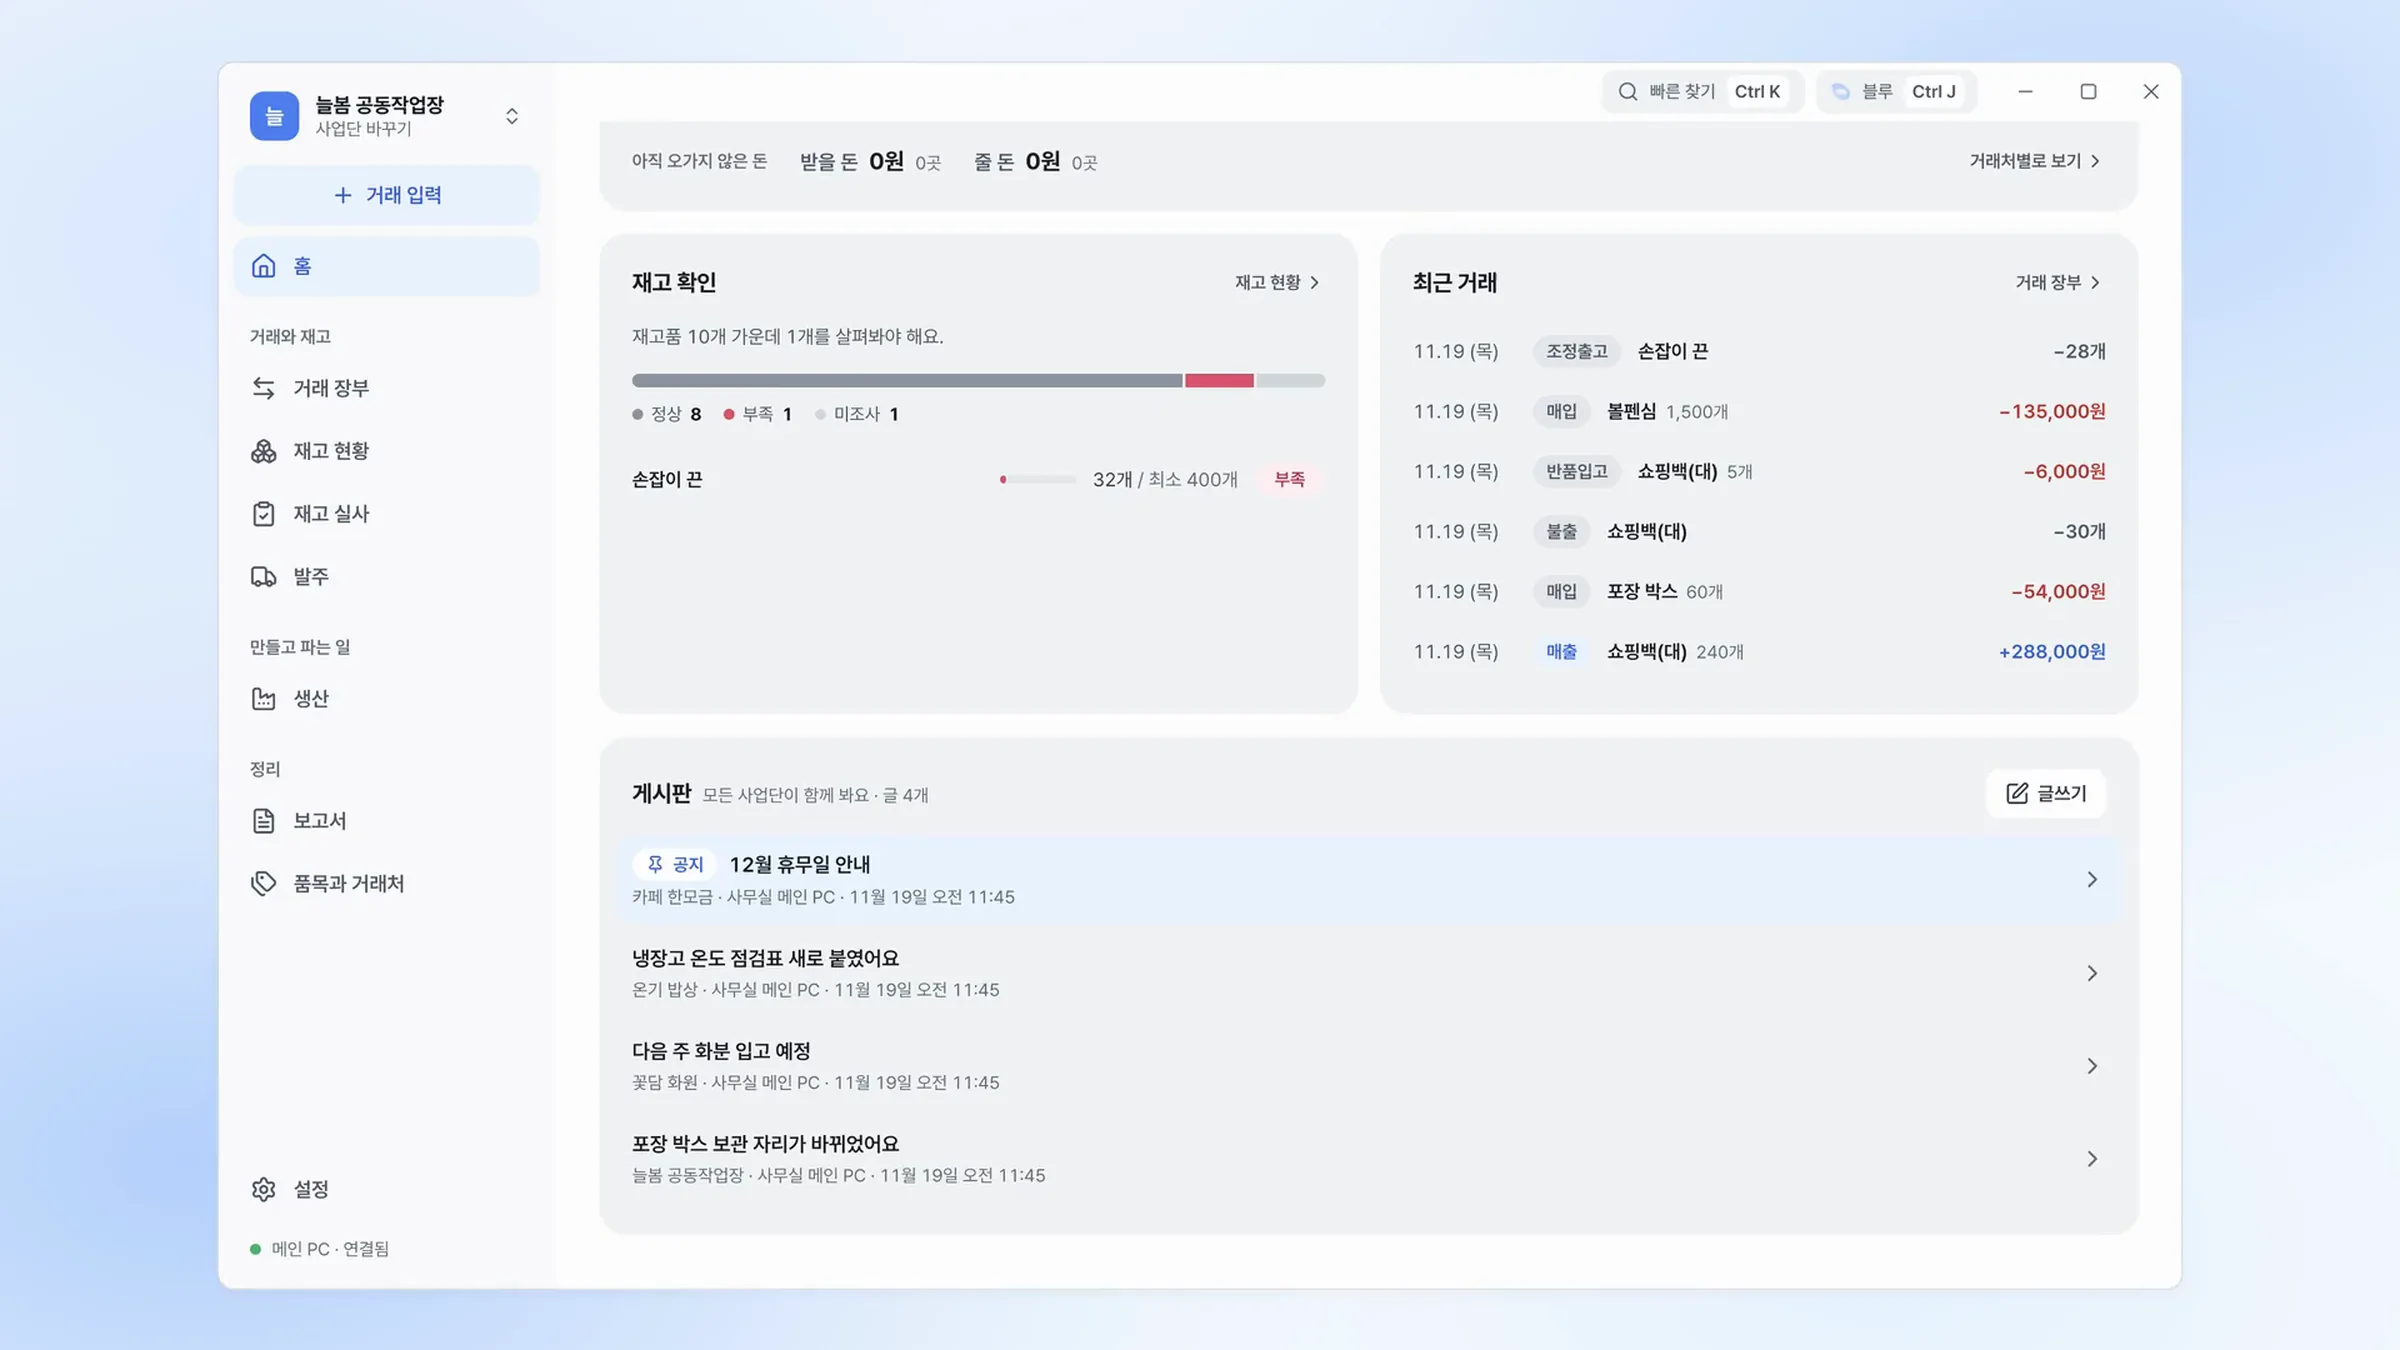 늘
늘봄 공동작업장
사업단 바꾸기
빠른 찾기 Ctrl K
블루 Ctrl J
거래 입력
홈
거래와 재고
거래 장부
재고 현황
재고 실사
발주
만들고 파는 일
생산
정리
보고서
품목과 거래처
설정
메인 PC · 연결됨
아직 오가지 않은 돈 받을 돈 0원 0곳 줄 돈 0원 0곳 거래처별로 보기
재고 확인 재고 현황
재고품 10개 가운데 1개를 살펴봐야 해요.
정상 8 부족 1 미조사 1
손잡이 끈 32개 / 최소 400개 부족
최근 거래 거래 장부
11.19 (목) 조정출고 손잡이 끈 −28개
11.19 (목) 매입 볼펜심 1,500개 −135,000원
11.19 (목) 반품입고 쇼핑백(대) 5개 −6,000원
11.19 (목) 불출 쇼핑백(대) −30개
11.19 (목) 매입 포장 박스 60개 −54,000원
11.19 (목) 매출 쇼핑백(대) 240개 +288,000원
게시판 모든 사업단이 함께 봐요 · 글 4개 글쓰기
공지 12월 휴무일 안내
카페 한모금 · 사무실 메인 PC · 11월 19일 오전 11:45
냉장고 온도 점검표 새로 붙였어요
온기 밥상 · 사무실 메인 PC · 11월 19일 오전 11:45
다음 주 화분 입고 예정
꽃담 화원 · 사무실 메인 PC · 11월 19일 오전 11:45
포장 박스 보관 자리가 바뀌었어요
늘봄 공동작업장 · 사무실 메인 PC · 11월 19일 오전 11:45